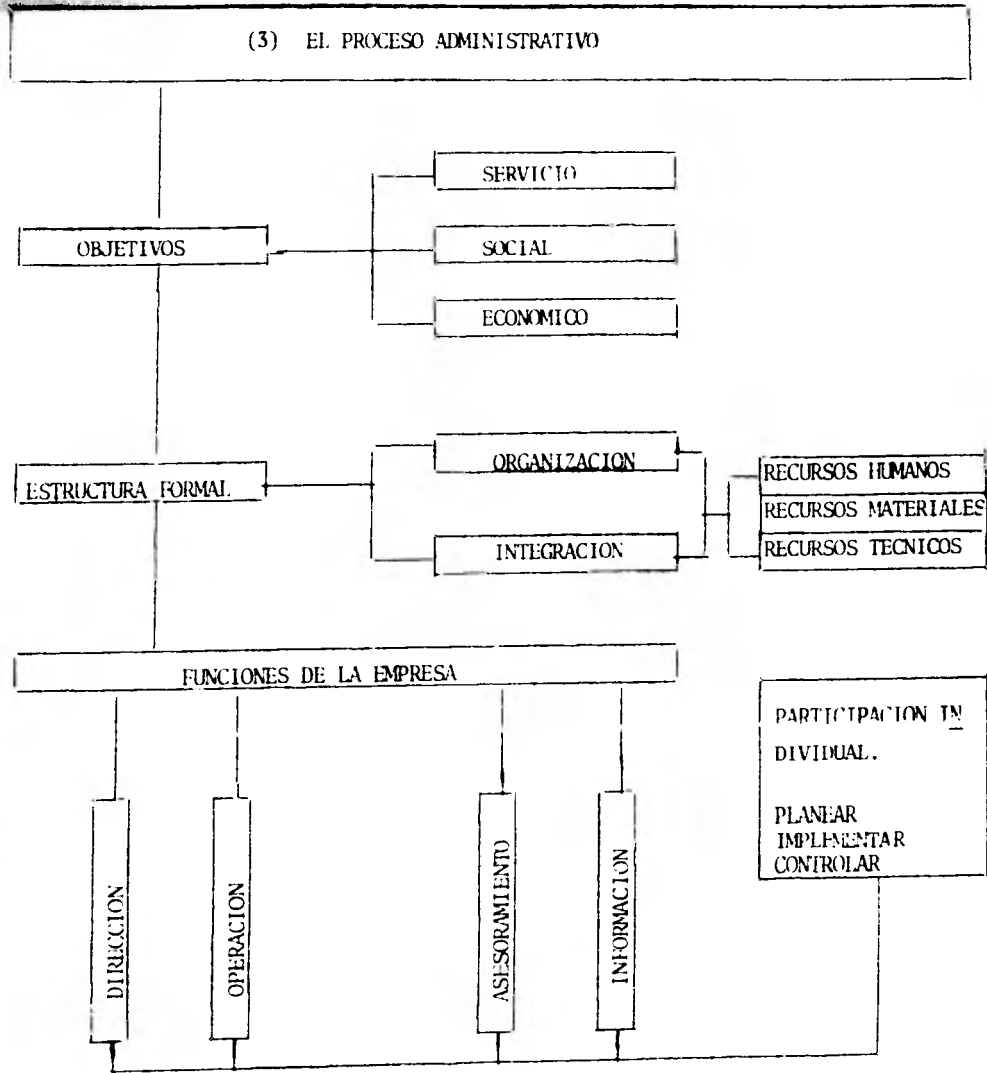 (3) EL PROCESO ADMINISTRATIVO
SERVICIO
OBJETIVOS
SOCIAL
ECONOMICO
ORGANIZACION
ESTRUCTURA FORMAL
INTEGRACION
RECURSOS HUMANOS
RECURSOS MATERIALES
RECURSOS TECNICOS
FUNCIONES DE LA EMPRESA
DIRECCION
OPERACION
ASESORAMIENTO
INFORMACION
PARTICIPACION IN
DIVIDUAL.
PLANEAR
IMPLEMENTAR
CONTROLAR